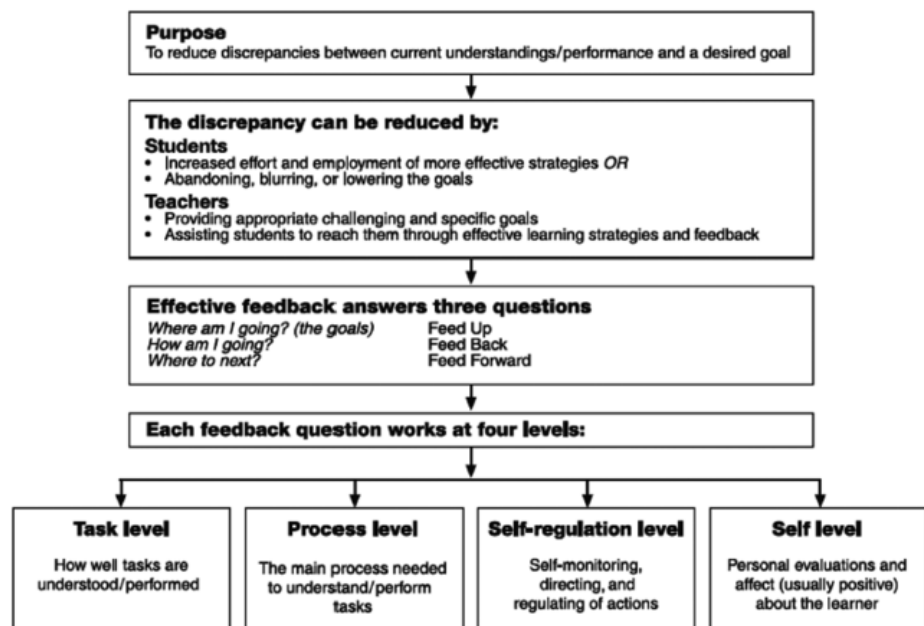 Purpose
To reduce discrepancies between current understandings/performance and a desired goal
The discrepancy can be reduced by:
Students
• Increased effort and employment of more effective strategies OR
• Abandoning, blurring, or lowering the goals
Teachers
• Providing appropriate challenging and specific goals
• Assisting students to reach them through effective learning strategies and feedback
Effective feedback answers three questions
Where am I going? (the goals) Feed Up
How am I going? Feed Back
Where to next? Feed Forward
Each feedback question works at four levels:
Task level
How well tasks are
understood/performed
Process level
The main process needed
to understand/perform
tasks
Self-regulation level
Self-monitoring,
directing, and
regulating of actions
Self level
Personal evaluations and
affect (usually positive)
about the learner